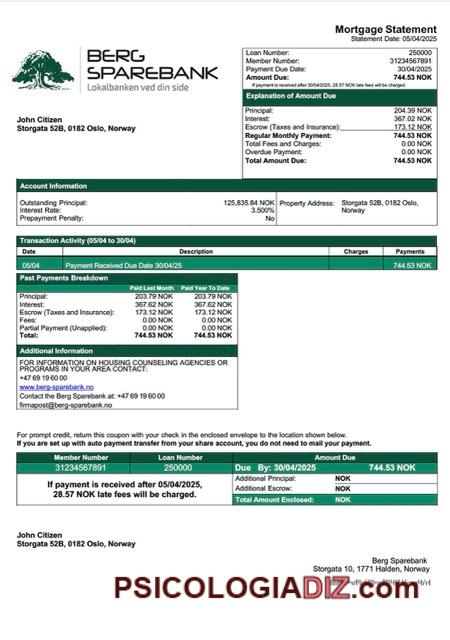 Mortgage Statement
Statement Date: 05/04/2025
BERG
SPAREBANK
Lokalbanken ved din side
Loan Number: 250000
Member Number: 31234567891
Payment Due Date: 30/04/2025
Amount Due: 744.53 NOK
If payment is received after 30/04/2025, 28.57 NOK late fees will be charged.
Explanation of Amount Due
Principal: 204.39 NOK
Interest: 367.02 NOK
Escrow (Taxes and Insurance): 173.12 NOK
Regular Monthly Payment: 744.53 NOK
Total Fees and Charges: 0.00 NOK
Overdue Payment: 0.00 NOK
Total Amount Due: 744.53 NOK
John Citizen
Storgata 52B, 0182 Oslo, Norway
Account Information
Outstanding Principal: 125,835.84 NOK
Interest Rate: 3.500%
Prepayment Penalty: No
Property Address: Storgata 52B, 0182 Oslo,
Norway
Transaction Activity (05/04 to 30/04)
Date Description Charges Payments
05/04 Payment Received Due Date 30/04/25 744.53 NOK
Past Payments Breakdown
Paid Last Month Paid Year To Date
Principal: 203.79 NOK 203.79 NOK
Interest: 367.62 NOK 367.62 NOK
Escrow (Taxes and Insurance): 173.12 NOK 173.12 NOK
Fees: 0.00 NOK 0.00 NOK
Partial Payment (Unapplied): 0.00 NOK 0.00 NOK
Total: 744.53 NOK 744.53 NOK
Additional Information
FOR INFORMATION ON HOUSING COUNSELING AGENCIES OR
PROGRAMS IN YOUR AREA CONTACT:
+47 69 19 60 00
www.berg-sparebank.no
Contact the Berg Sparebank at: +47 69 19 60 00
firmapost@berg-sparebank.no
For prompt credit, return this coupon with your check in the enclosed envelope to the location shown below.
If you are set up with auto payment transfer from your share account, you do not need to mail your payment.
Member Number Loan Number Amount Due
31234567891 250000 Due By: 30/04/2025 744.53 NOK
If payment is received after 05/04/2025,
28.57 NOK late fees will be charged.
Additional Principal: NOK
Additional Escrow: NOK
Total Amount Enclosed: NOK
John Citizen
Storgata 52B, 0182 Oslo, Norway
Berg Sparebank
Storgata 10, 1771 Halden, Norway
PSICOLOGIADIZ.com